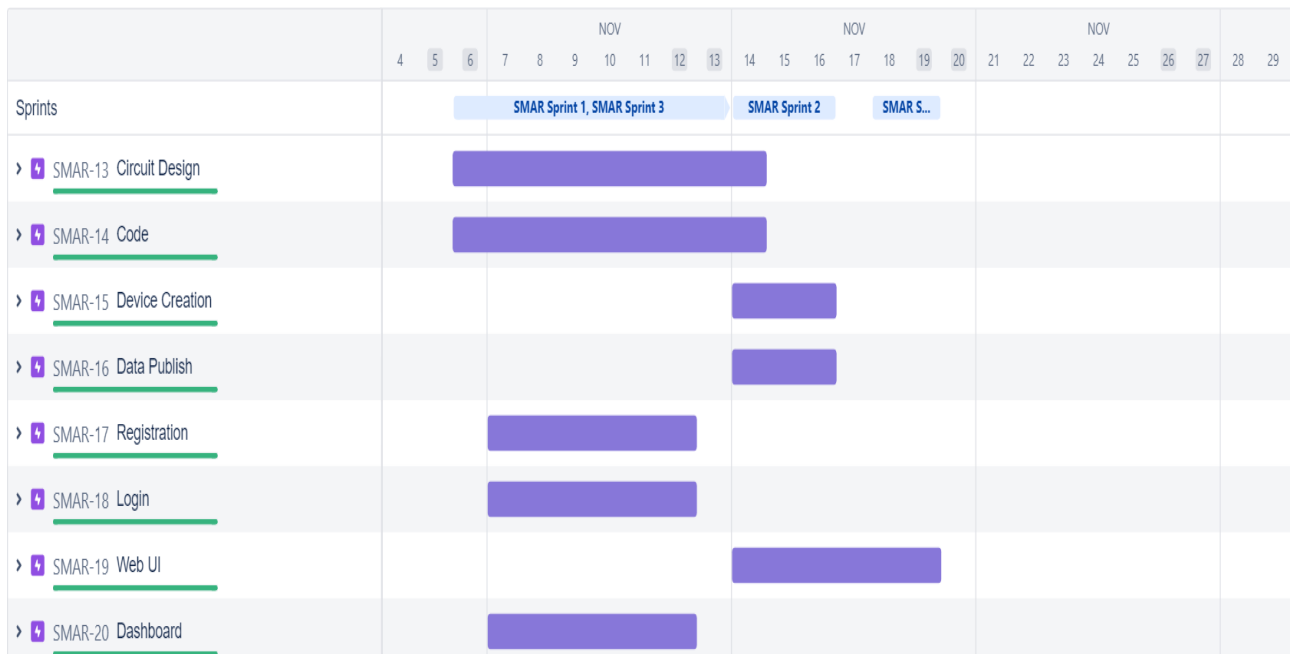 NOV NOV NOV
4 5 6 7 8 9 10 11 12 13 14 15 16 17 18 19 20 21 22 23 24 25 26 27 28 29
Sprints SMAR Sprint 1, SMAR Sprint 3 SMAR Sprint 2 SMAR S...
SMAR-13 Circuit Design
SMAR-14 Code
SMAR-15 Device Creation
SMAR-16 Data Publish
SMAR-17 Registration
SMAR-18 Login
SMAR-19 Web UI
SMAR-20 Dashboard